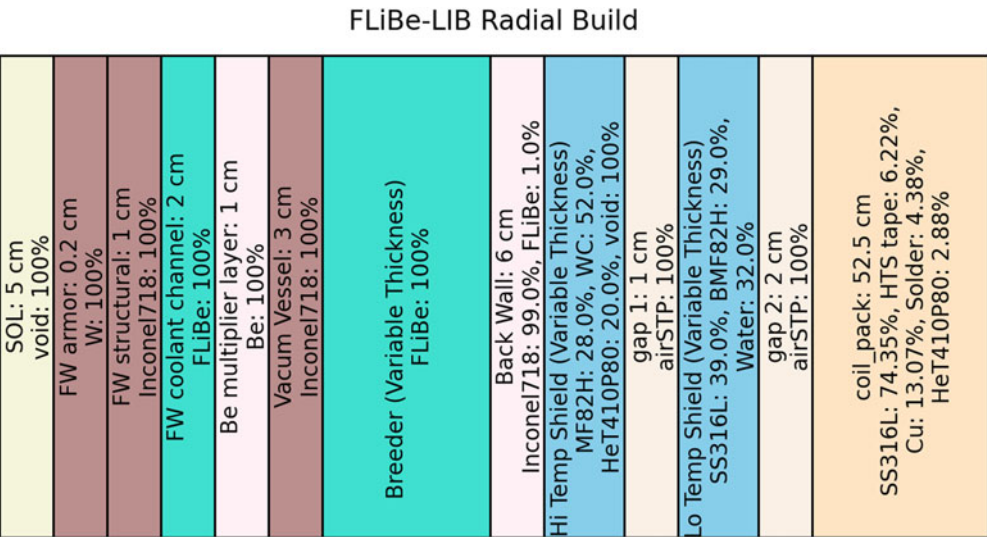 FLiBe-LIB Radial Build
SOL: 5 cm
void: 100%
FW armor: 0.2 cm
W: 100%
FW structural: 1 cm
Inconel718: 100%
FW coolant channel: 2 cm
FLiBe: 100%
Be multiplier layer: 1 cm
Be: 100%
Vacum Vessel: 3 cm
Inconel718: 100%
Breeder (Variable Thickness)
FLiBe: 100%
Back Wall: 6 cm
Inconel718: 99.0%, FLiBe: 1.0%
Hi Temp Shield (Variable Thickness)
MF82H: 28.0%, WC: 52.0%,
HeT410P80: 20.0%, void: 100%
gap 1: 1 cm
airSTP: 100%
Lo Temp Shield (Variable Thickness)
SS316L: 39.0%, BMF82H: 29.0%,
Water: 32.0%
gap 2: 2 cm
airSTP: 100%
coil_pack: 52.5 cm
SS316L: 74.35%, HTS tape: 6.22%,
Cu: 13.07%, Solder: 4.38%,
HeT410P80: 2.88%